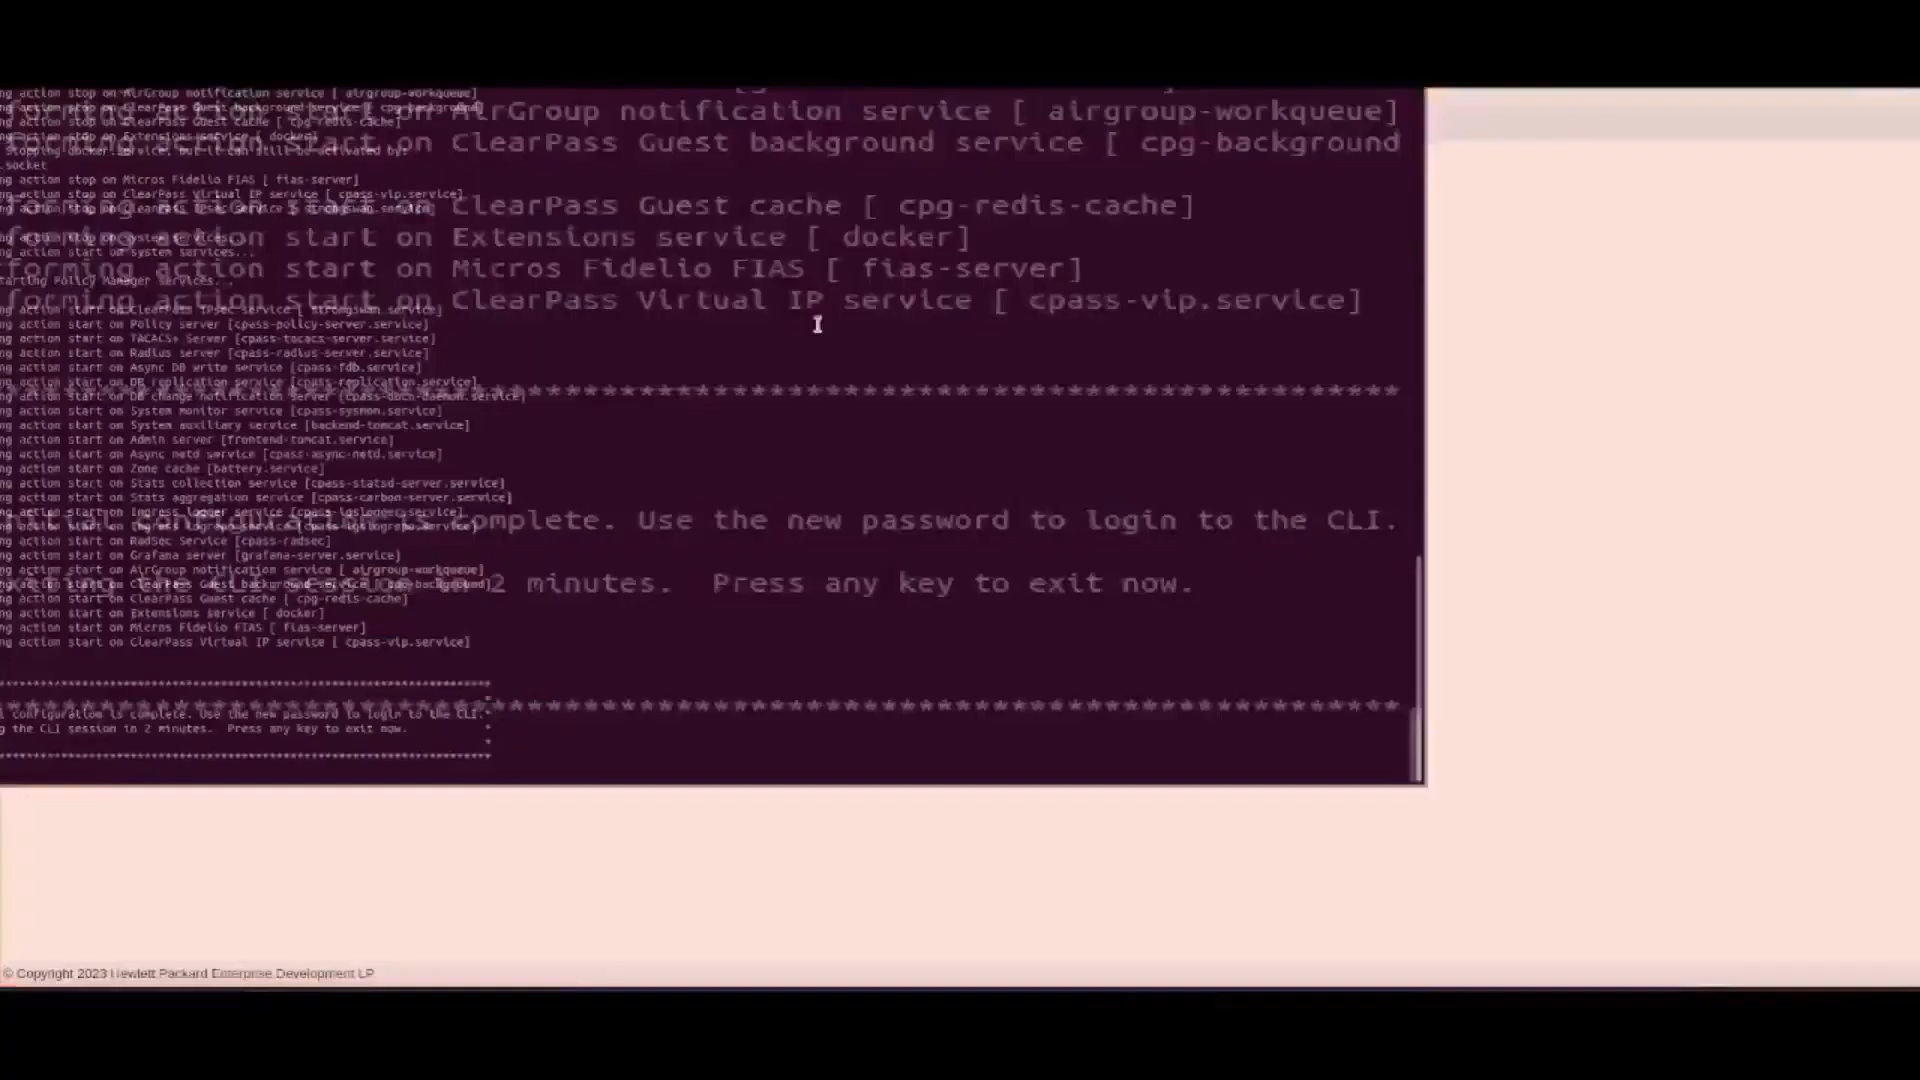 ng action stop on AirGroup notification service [ airgroup-workqueue]
ng action stop on ClearPass Guest background service [ cpg-background]
ng action stop on ClearPass Guest cache [ cpg-redis-cache]
ng action stop on Extensions service [ docker]
Stopping docker.service, but it can still be activated by:
.socket
ng action stop on Micros Fidelio FIAS [ fias-server]
ng action stop on ClearPass Virtual IP service [ cpass-vip.service]
ng action stop on ClearPass IPsec service [ strongswan.service]
ng action stop on system services...
ng action start on system services...
tarting Policy Manager services...
ng action start on ClearPass IPsec service [ strongswan.service]
ng action start on Policy server [cpass-policy-server.service]
ng action start on TACACS+ Server [cpass-tacacs-server.service]
ng action start on Radius server [cpass-radius-server.service]
ng action start on Async DB write service [cpass-fdb.service]
ng action start on DB replication service [cpass-replication.service]
ng action start on DB change notification server [cpass-dbcn-daemon.service]
ng action start on System monitor service [cpass-sysmon.service]
ng action start on System auxiliary service [backend-tomcat.service]
ng action start on Admin server [frontend-tomcat.service]
ng action start on Async netd service [cpass-async-netd.service]
ng action start on Zone cache [battery.service]
ng action start on Stats collection service [cpass-statsd-server.service]
ng action start on Stats aggregation service [cpass-carbon-server.service]
ng action start on Ingress logger service
ng action start on RadSec Service [cpass-radsec]
ng action start on Grafana server [grafana-server.service]
ng action start on AirGroup notification service [ airgroup-workqueue]
ng action start on ClearPass Guest background service [ cpg-background]
ng action start on ClearPass Guest cache [ cpg-redis-cache]
ng action start on Extensions service [ docker]
ng action start on Micros Fidelio FIAS [ fias-server]
ng action start on ClearPass Virtual IP service [ cpass-vip.service]
***********************************************************************
l configuration is complete. Use the new password to login to the CLI.*
g the CLI session in 2 minutes.  Press any key to exit now. *
*
***********************************************************************
forming action start on AirGroup notification service [ airgroup-workqueue]
forming action start on ClearPass Guest background service [ cpg-background
forming action start on ClearPass Guest cache [ cpg-redis-cache]
forming action start on Extensions service [ docker]
forming action start on Micros Fidelio FIAS [ fias-server]
forming action start on ClearPass Virtual IP service [ cpass-vip.service]
***************************************************************************
nitial configuration is complete. Use the new password to login to the CLI.
xiting the CLI session in 2 minutes.  Press any key to exit now.
***************************************************************************
© Copyright 2023 Hewlett Packard Enterprise Development LP